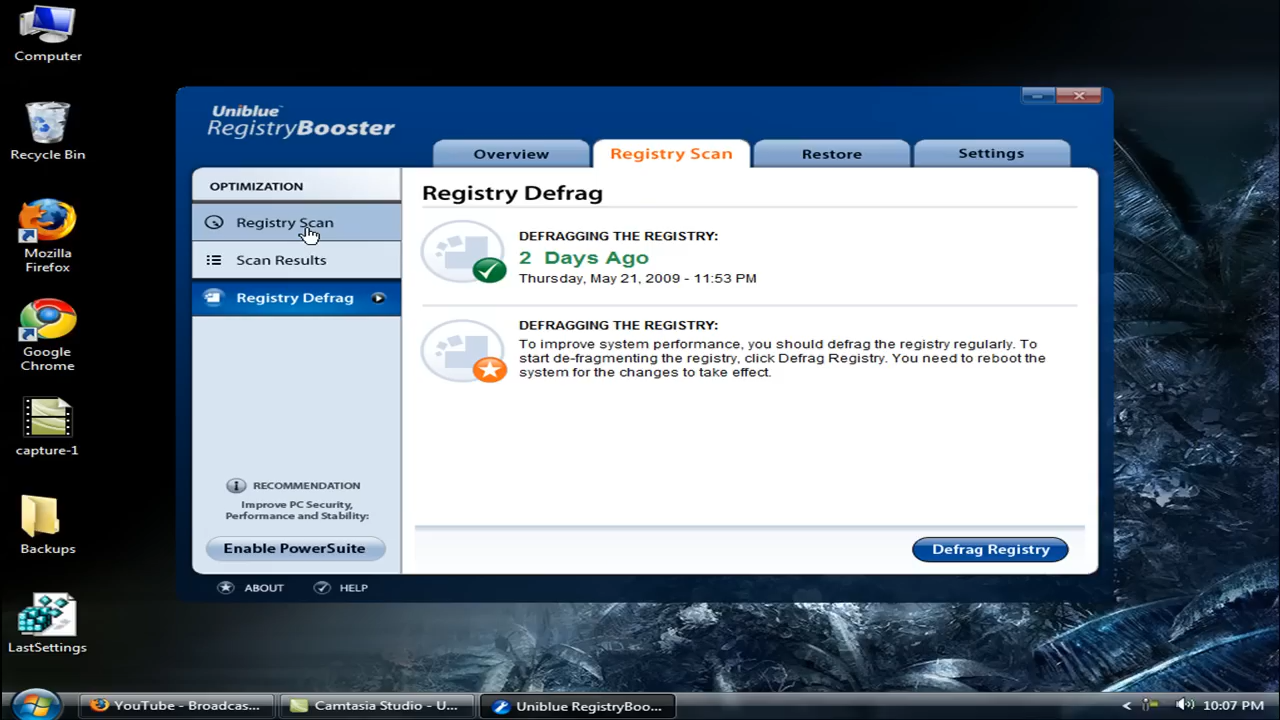 Computer
Recycle Bin
Mozilla
Firefox
Google
Chrome
capture-1
Backups
LastSettings
Uniblue™
RegistryBooster
Overview
Registry Scan
Restore
Settings
OPTIMIZATION
Registry Scan
Scan Results
Registry Defrag
RECOMMENDATION
Improve PC Security,
Performance and Stability:
Enable PowerSuite
ABOUT
HELP
Registry Defrag
DEFRAGGING THE REGISTRY:
2 Days Ago
Thursday, May 21, 2009 - 11:53 PM
DEFRAGGING THE REGISTRY:
To improve system performance, you should defrag the registry regularly. To
start de-fragmenting the registry, click Defrag Registry. You need to reboot the
system for the changes to take effect.
Defrag Registry
YouTube - Broadcas...
Camtasia Studio - U...
Uniblue RegistryBoo...
10:07 PM